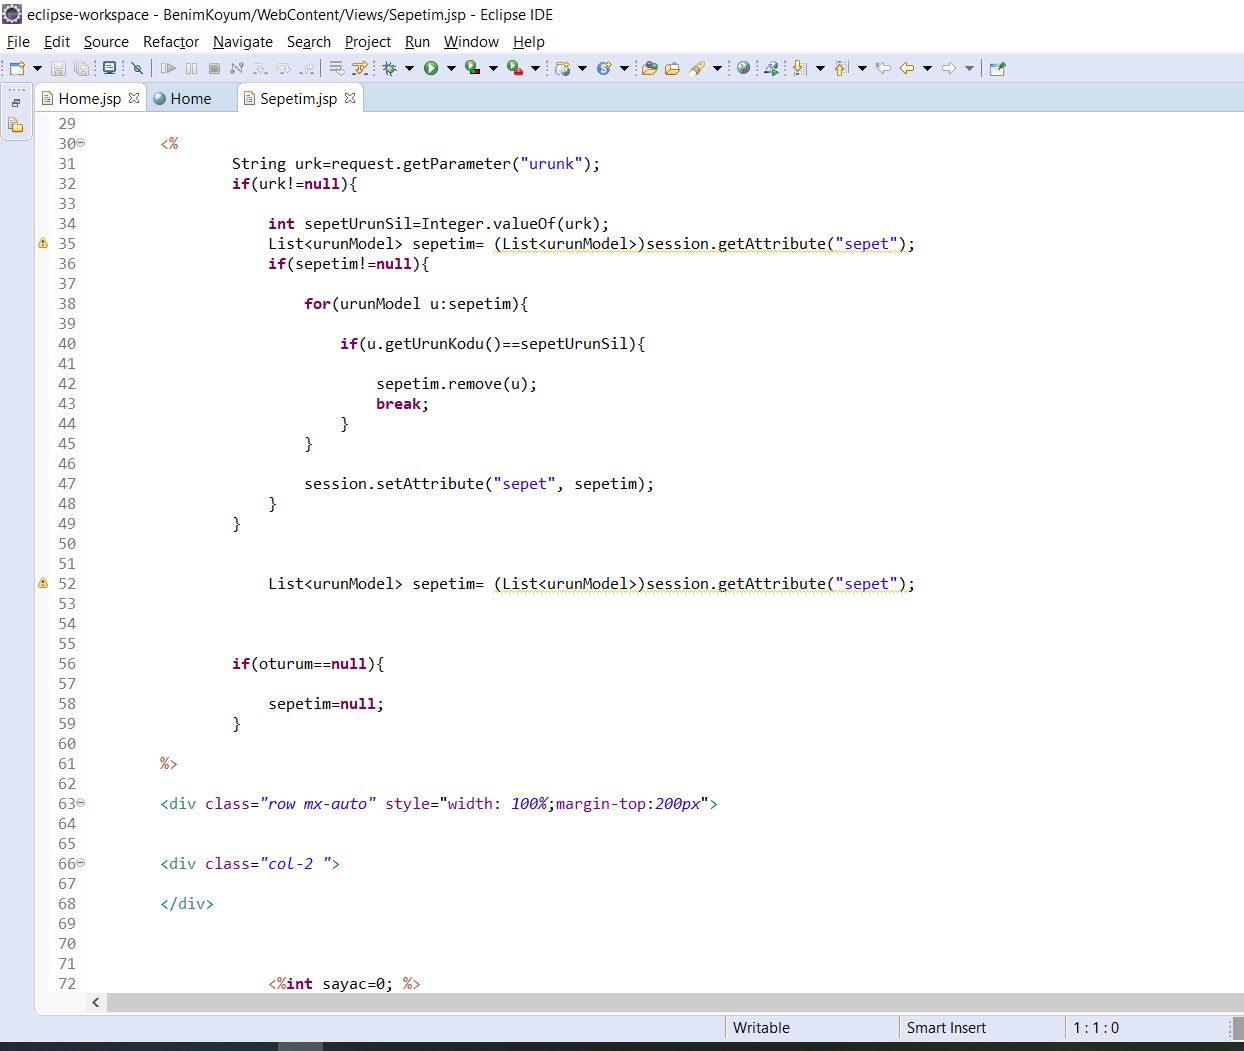 eclipse-workspace - BenimKoyum/WebContent/Views/Sepetim.jsp - Eclipse IDE
File Edit Source Refactor Navigate Search Project Run Window Help
Home.jsp Home Sepetim.jsp
29
30 <%
31 String urk=request.getParameter("urunk");
32 if(urk!=null){
33
34 int sepetUrunSil=Integer.valueOf(urk);
35 List<urunModel> sepetim= (List<urunModel>)session.getAttribute("sepet");
36 if(sepetim!=null){
37
38 for(urunModel u:sepetim){
39
40 if(u.getUrunKodu()==sepetUrunSil){
41
42 sepetim.remove(u);
43 break;
44 }
45 }
46
47 session.setAttribute("sepet", sepetim);
48 }
49 }
50
51
52 List<urunModel> sepetim= (List<urunModel>)session.getAttribute("sepet");
53
54
55
56 if(oturum==null){
57
58 sepetim=null;
59 }
60
61 %>
62
63 <div class="row mx-auto" style="width: 100%;margin-top:200px">
64
65
66 <div class="col-2 ">
67
68 </div>
69
70
71
72 <%int sayac=0; %>
Writable Smart Insert 1 : 1 : 0